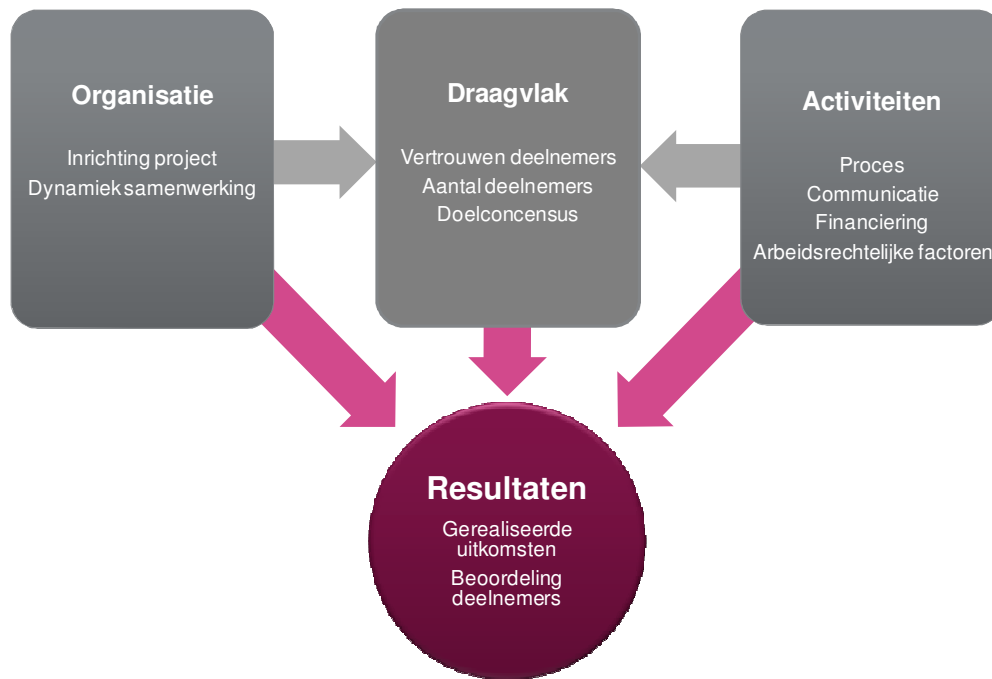 Organisatie
Inrichting project
Dynamiek samenwerking
Draagvlak
Vertrouwen deelnemers
Aantal deelnemers
Doelconcensus
Activiteiten
Proces
Communicatie
Financiering
Arbeidsrechtelijke factoren
Resultaten
Gerealiseerde
uitkomsten
Beoordeling
deelnemers